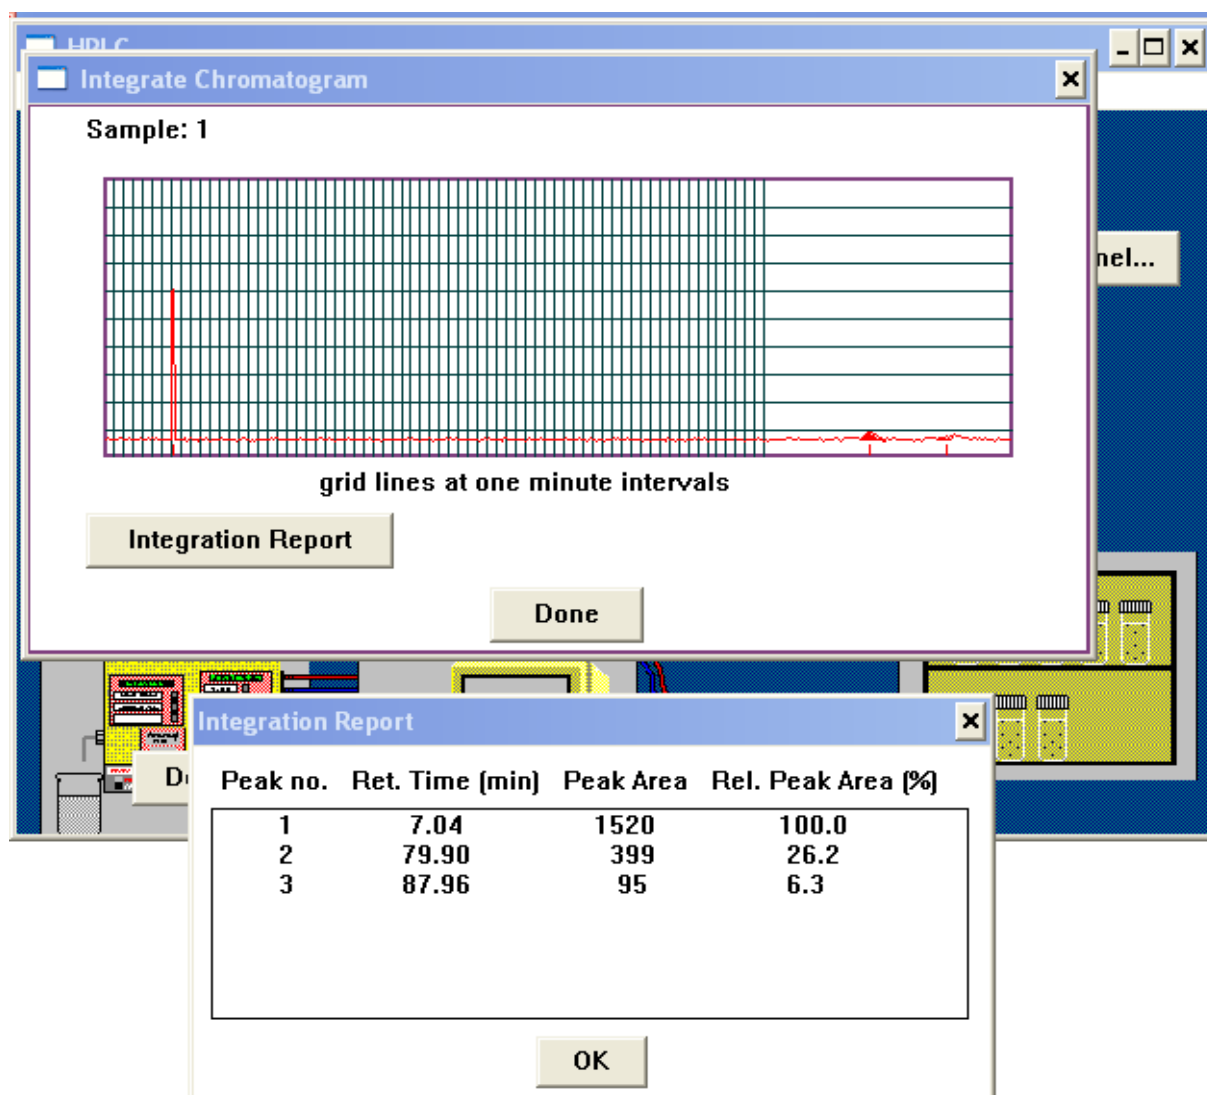 HPLC
Integrate Chromatogram
Sample: 1
nel...
grid lines at one minute intervals
Integration Report
Done
Integration Report
D
Peak no. Ret. Time (min) Peak Area Rel. Peak Area (%)
1 7.04 1520 100.0
2 79.90 399 26.2
3 87.96 95 6.3
OK